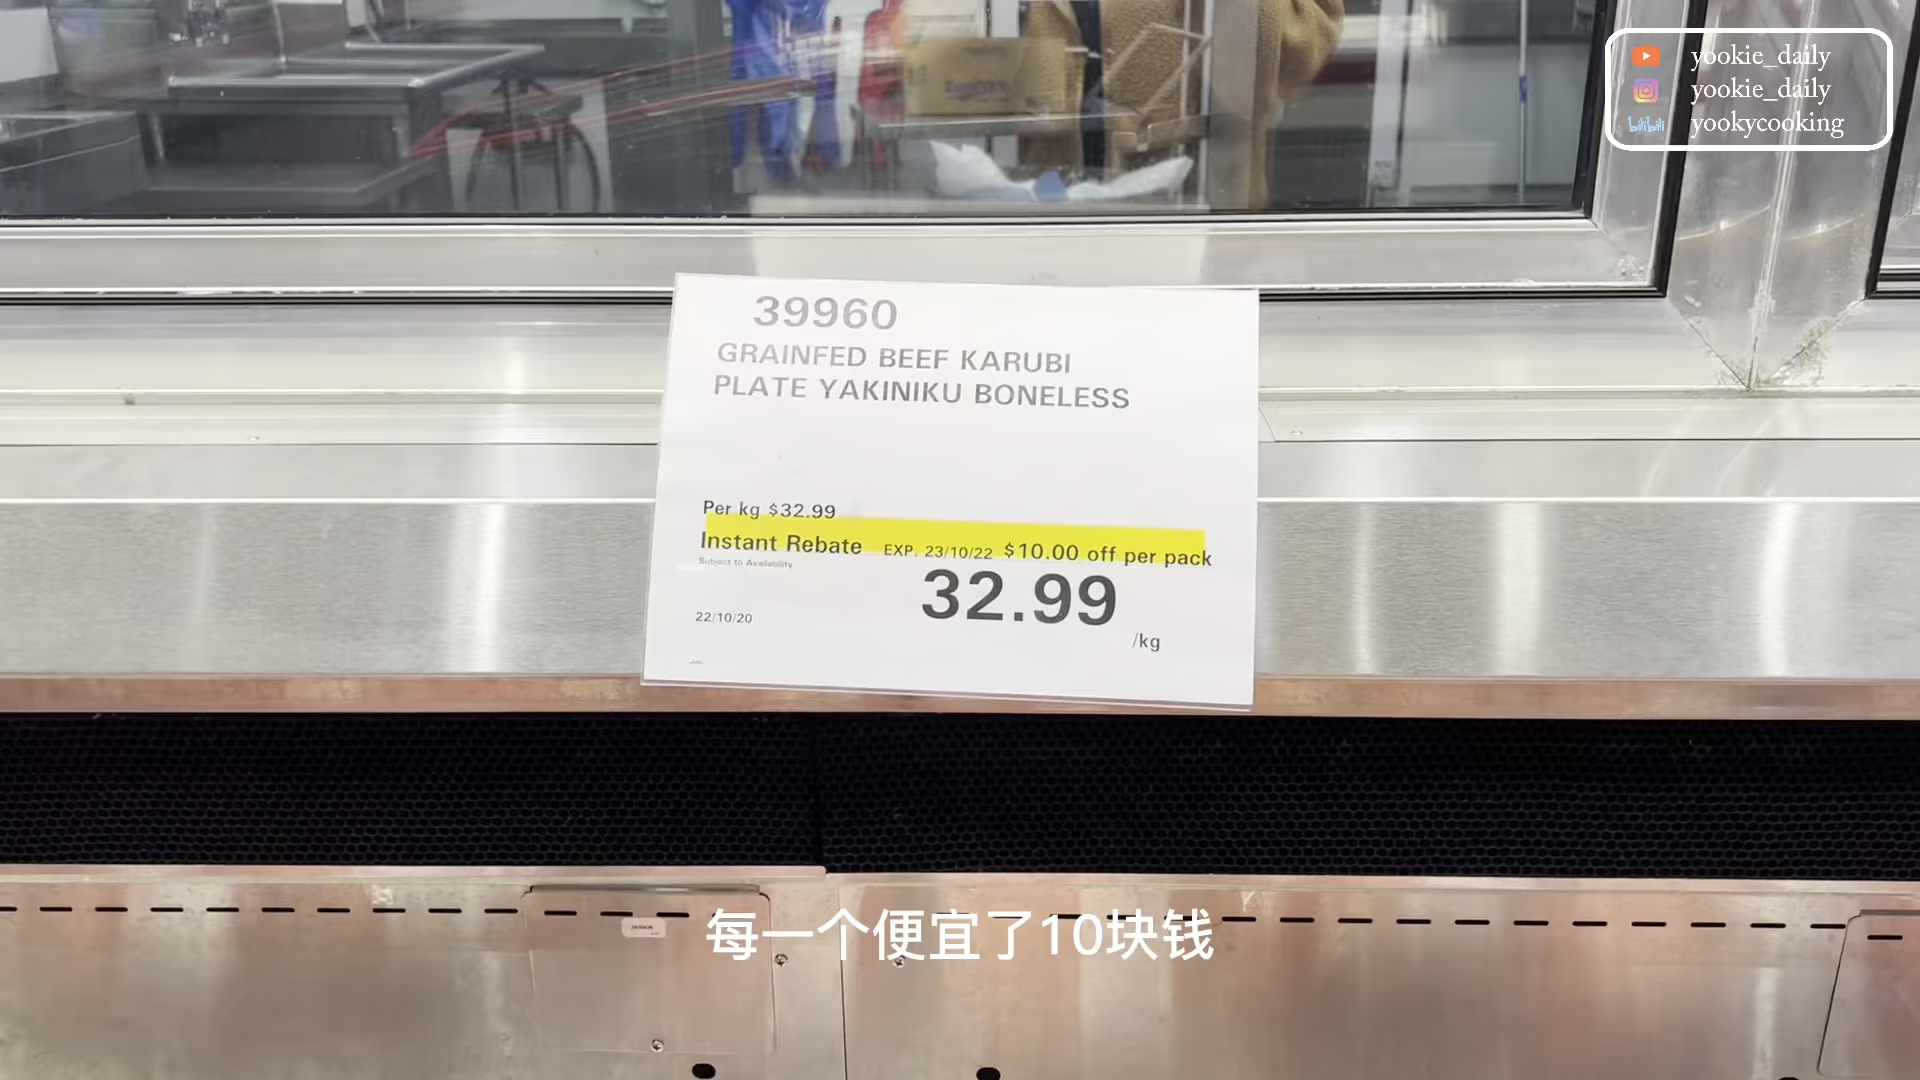 yookie_daily
yookie_daily
bilibili yookycooking
39960
GRAINFED BEEF KARUBI
PLATE YAKINIKU BONELESS
Per kg $32.99
Instant Rebate EXP. 23/10/22 $10.00 off per pack
Subject to Availability
32.99
/kg
22/10/20
每一个便宜了10块钱